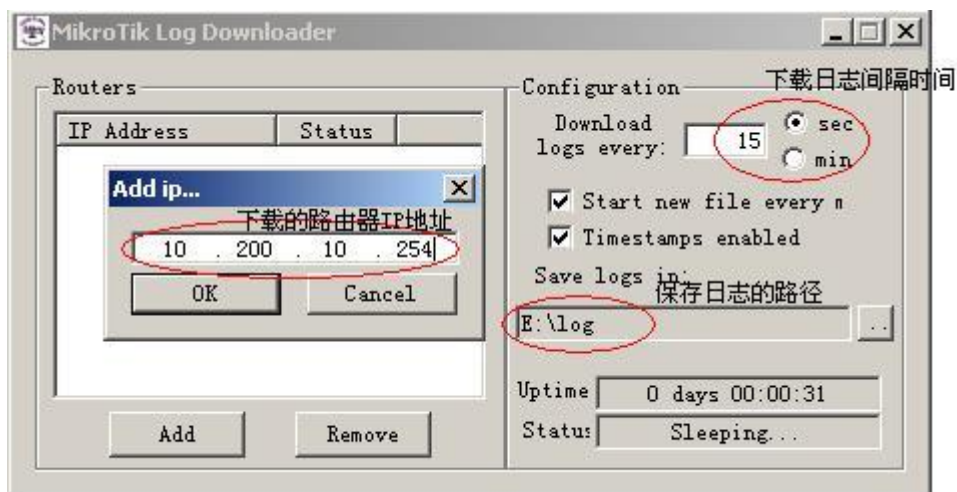 MikroTik Log Downloader
Routers
IP Address Status
Add ip...
下载的路由器IP地址
10 . 200 . 10 . 254
OK Cancel
Add Remove
Configuration
下载日志间隔时间
Download
logs every:
15
sec
min
Start new file every n
Timestamps enabled
Save logs in:
保存日志的路径
E:\log
..
Uptime 0 days 00:00:31
Status Sleeping...